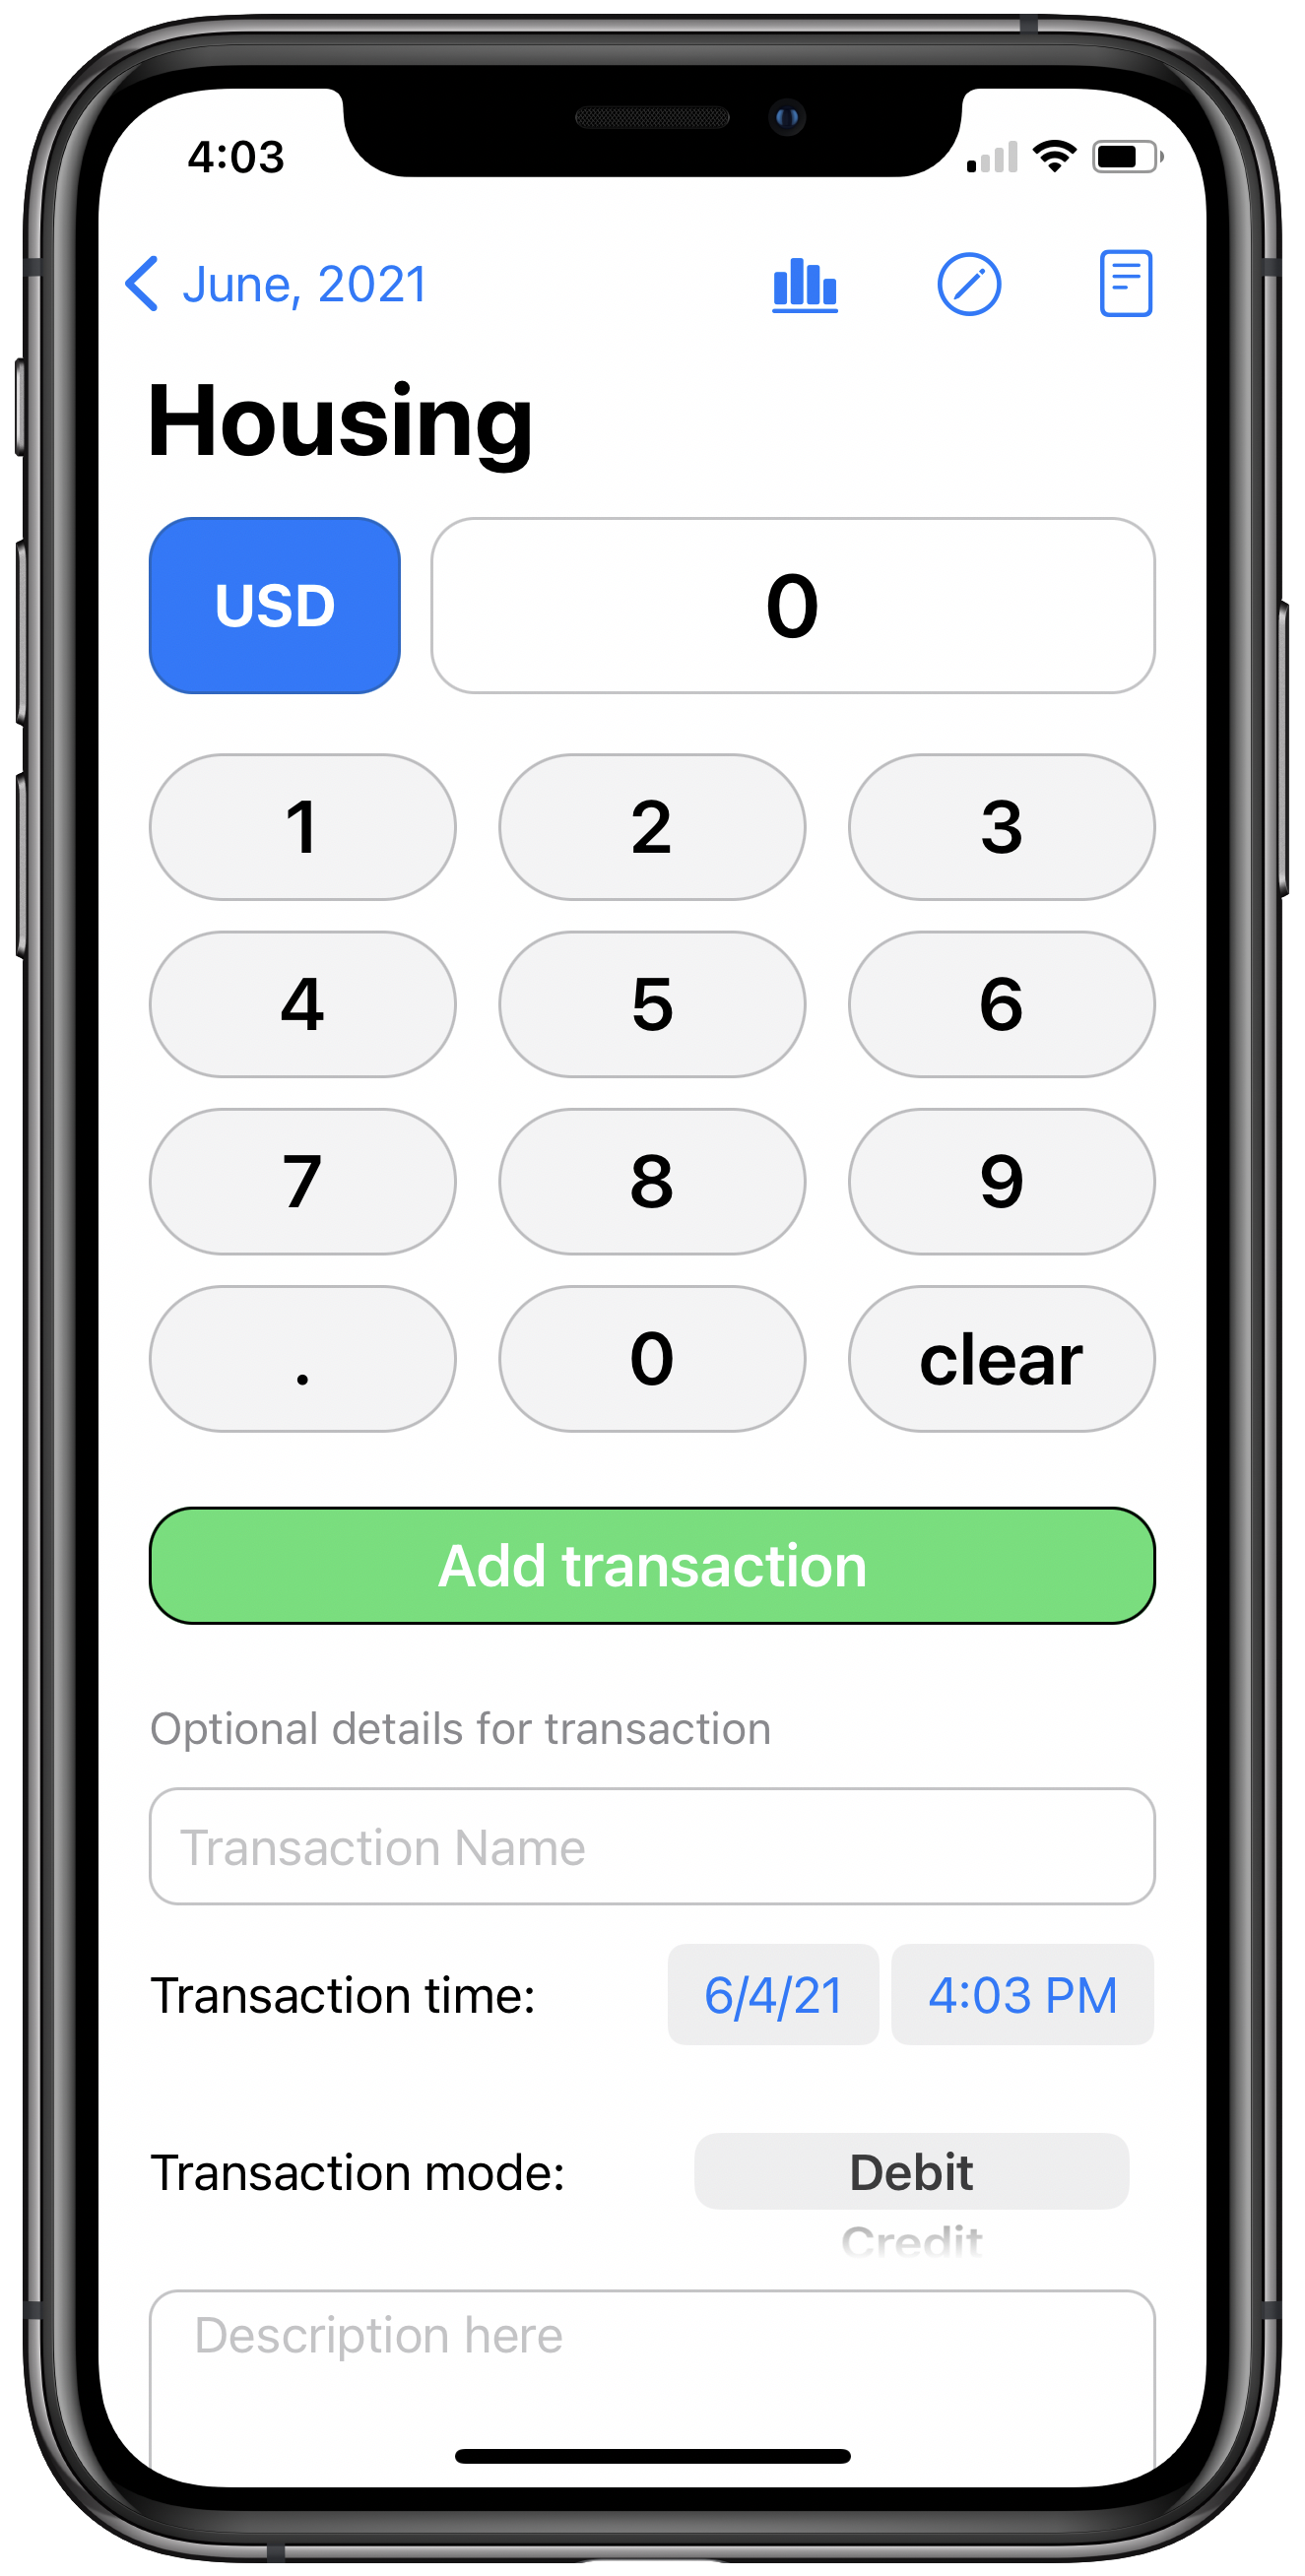 4:03
June, 2021
Housing
USD 0
1 2 3
4 5 6
7 8 9
. 0 clear
Add transaction
Optional details for transaction
Transaction Name
Transaction time: 6/4/21 4:03 PM
Transaction mode: Debit
Credit
Description here